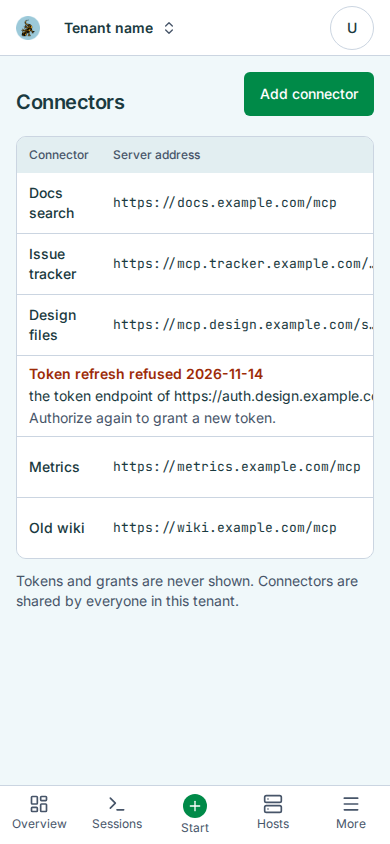 Tenant name
U
Connectors
Add connector
Connector Server address
Docs search https://docs.example.com/mcp
Issue tracker https://mcp.tracker.example.com/…
Design files https://mcp.design.example.com/s…
Token refresh refused 2026-11-14
the token endpoint of https://auth.design.example.c
Authorize again to grant a new token.
Metrics https://metrics.example.com/mcp
Old wiki https://wiki.example.com/mcp
Tokens and grants are never shown. Connectors are
shared by everyone in this tenant.
Overview Sessions Start Hosts More